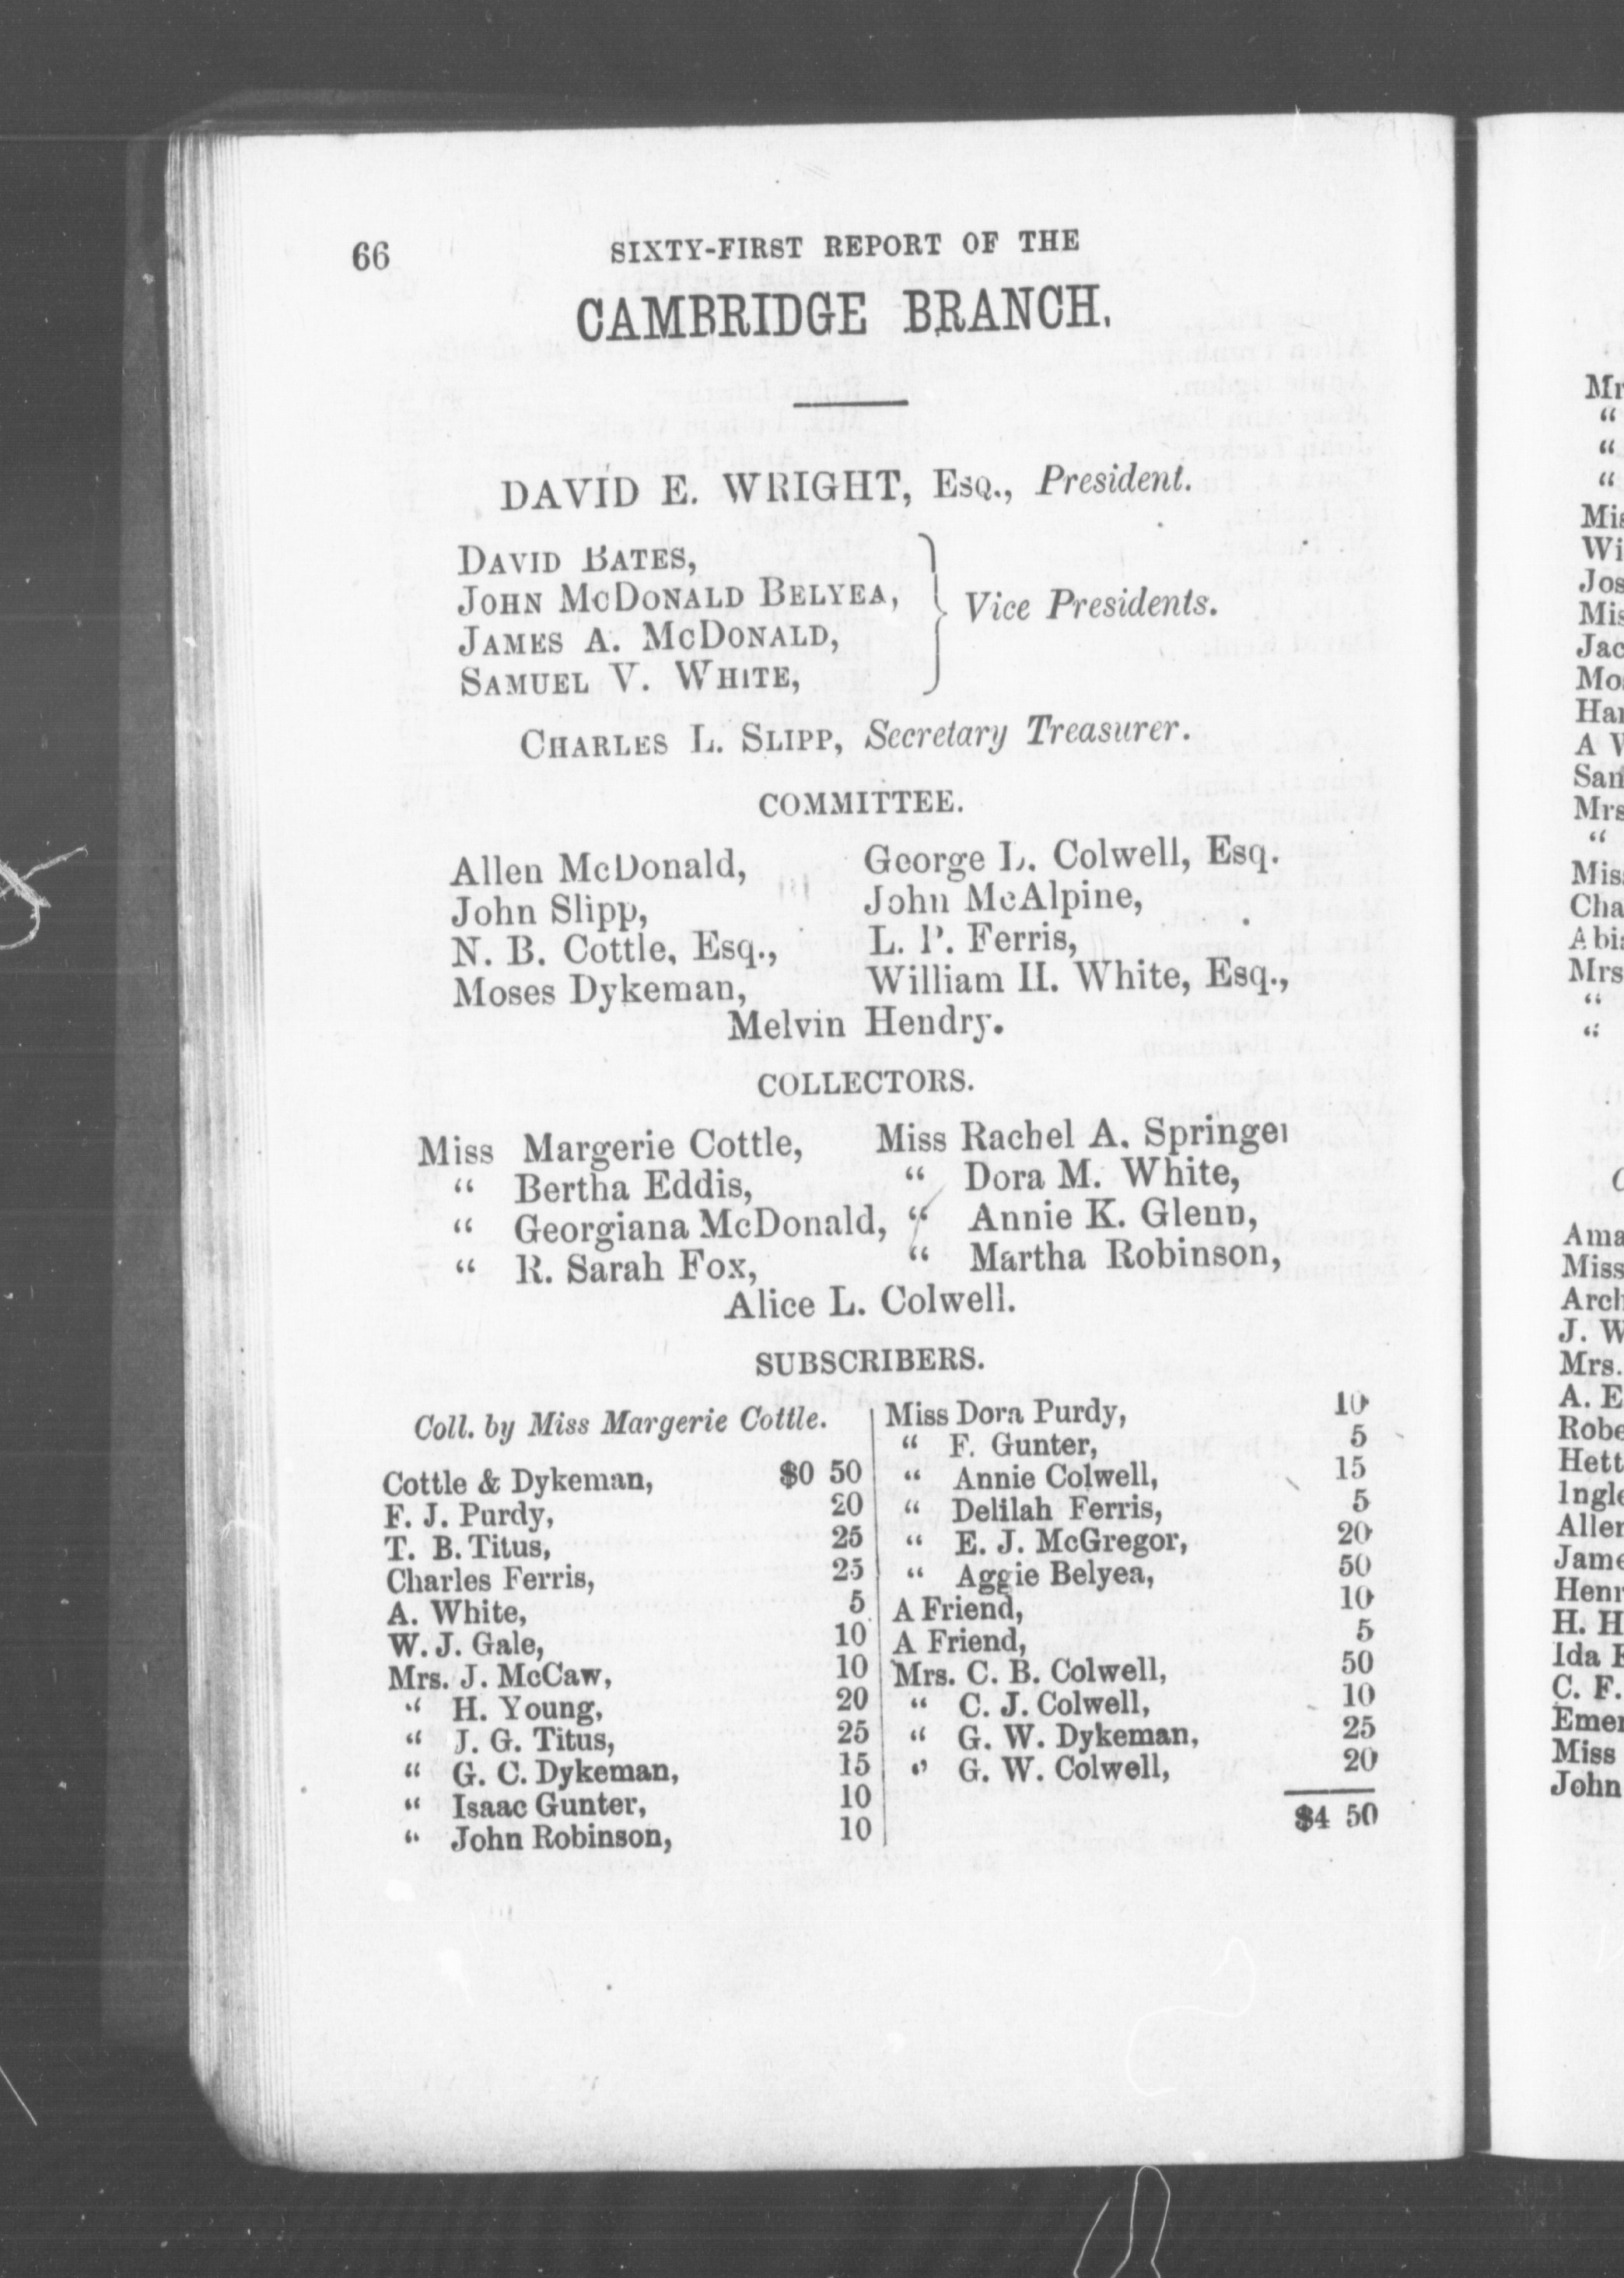 66
SIXTY-FIRST REPORT OF THE
CAMBRIDGE BRANCH.
DAVID E. WRIGHT, ESQ., President.
DAVID BATES,
JOHN MCDONALD BELYEA,
JAMES A. MCDONALD,
SAMUEL V. WHITE,
Vice Presidents.
CHARLES L. SLIPP, Secretary Treasurer.
COMMITTEE.
Allen McDonald,
John Slipp,
N. B. Cottle, Esq.,
Moses Dykeman,
George L. Colwell, Esq.
John McAlpine,
L. P. Ferris,
William H. White, Esq.,
Melvin Hendry.
COLLECTORS.
Miss Margerie Cottle,
“ Bertha Eddis,
“ Georgiana McDonald,
“ R. Sarah Fox,
Miss Rachel A. Springer
“ Dora M. White,
“ Annie K. Glenn,
“ Martha Robinson,
Alice L. Colwell.
SUBSCRIBERS.
Coll. by Miss Margerie Cottle.
Cottle & Dykeman, $0 50
F. J. Purdy, 20
T. B. Titus, 25
Charles Ferris, 25
A. White, 5
W. J. Gale, 10
Mrs. J. McCaw, 10
“ H. Young, 20
“ J. G. Titus, 25
“ G. C. Dykeman, 15
“ Isaac Gunter, 10
“ John Robinson, 10
Miss Dora Purdy, 10
“ F. Gunter, 5
“ Annie Colwell, 15
“ Delilah Ferris, 5
“ E. J. McGregor, 20
“ Aggie Belyea, 50
A Friend, 10
A Friend, 5
Mrs. C. B. Colwell, 50
“ C. J. Colwell, 10
“ G. W. Dykeman, 25
“ G. W. Colwell, 20
$4 50